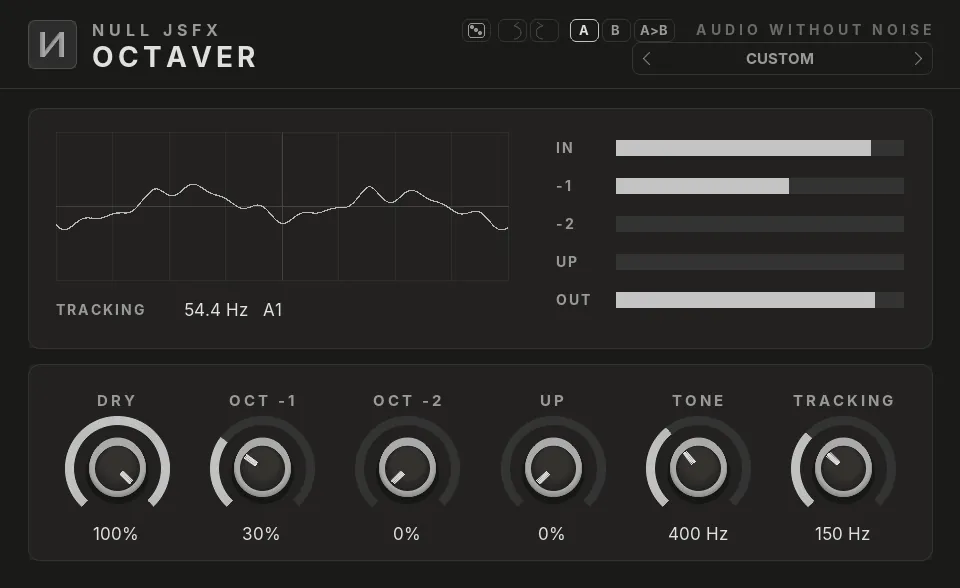 NULL JSFX
OCTAVER
A B A>B
AUDIO WITHOUT NOISE
CUSTOM
IN
-1
-2
UP
OUT
TRACKING 54.4 Hz A1
DRY OCT -1 OCT -2 UP TONE TRACKING
100% 30% 0% 0% 400 Hz 150 Hz